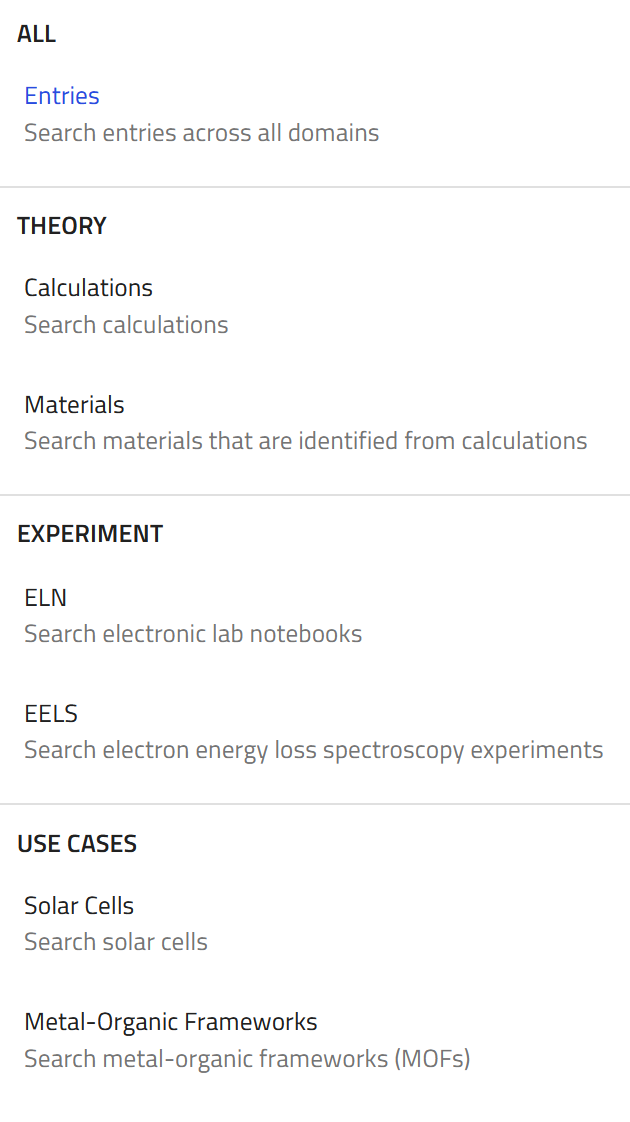 ALL
Entries
Search entries across all domains
THEORY
Calculations
Search calculations
Materials
Search materials that are identified from calculations
EXPERIMENT
ELN
Search electronic lab notebooks
EELS
Search electron energy loss spectroscopy experiments
USE CASES
Solar Cells
Search solar cells
Metal-Organic Frameworks
Search metal-organic frameworks (MOFs)